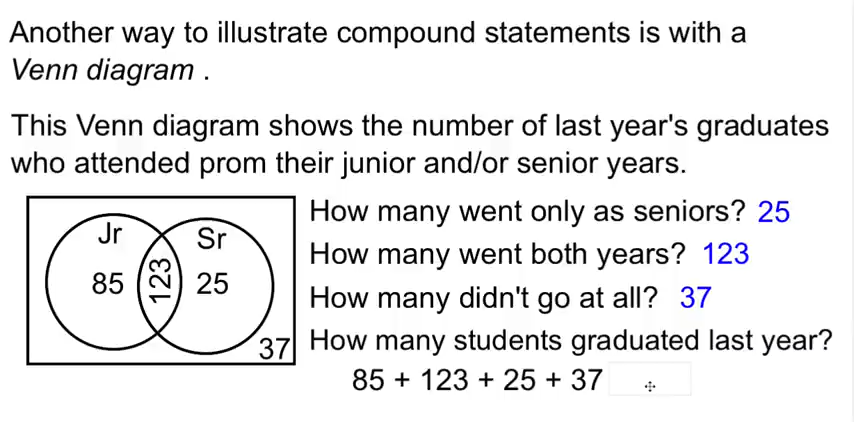 Another way to illustrate compound statements is with a
Venn diagram .
This Venn diagram shows the number of last year's graduates
who attended prom their junior and/or senior years.
Jr
Sr
85
123
25
37
How many went only as seniors? 25
How many went both years? 123
How many didn't go at all? 37
How many students graduated last year?
85 + 123 + 25 + 37